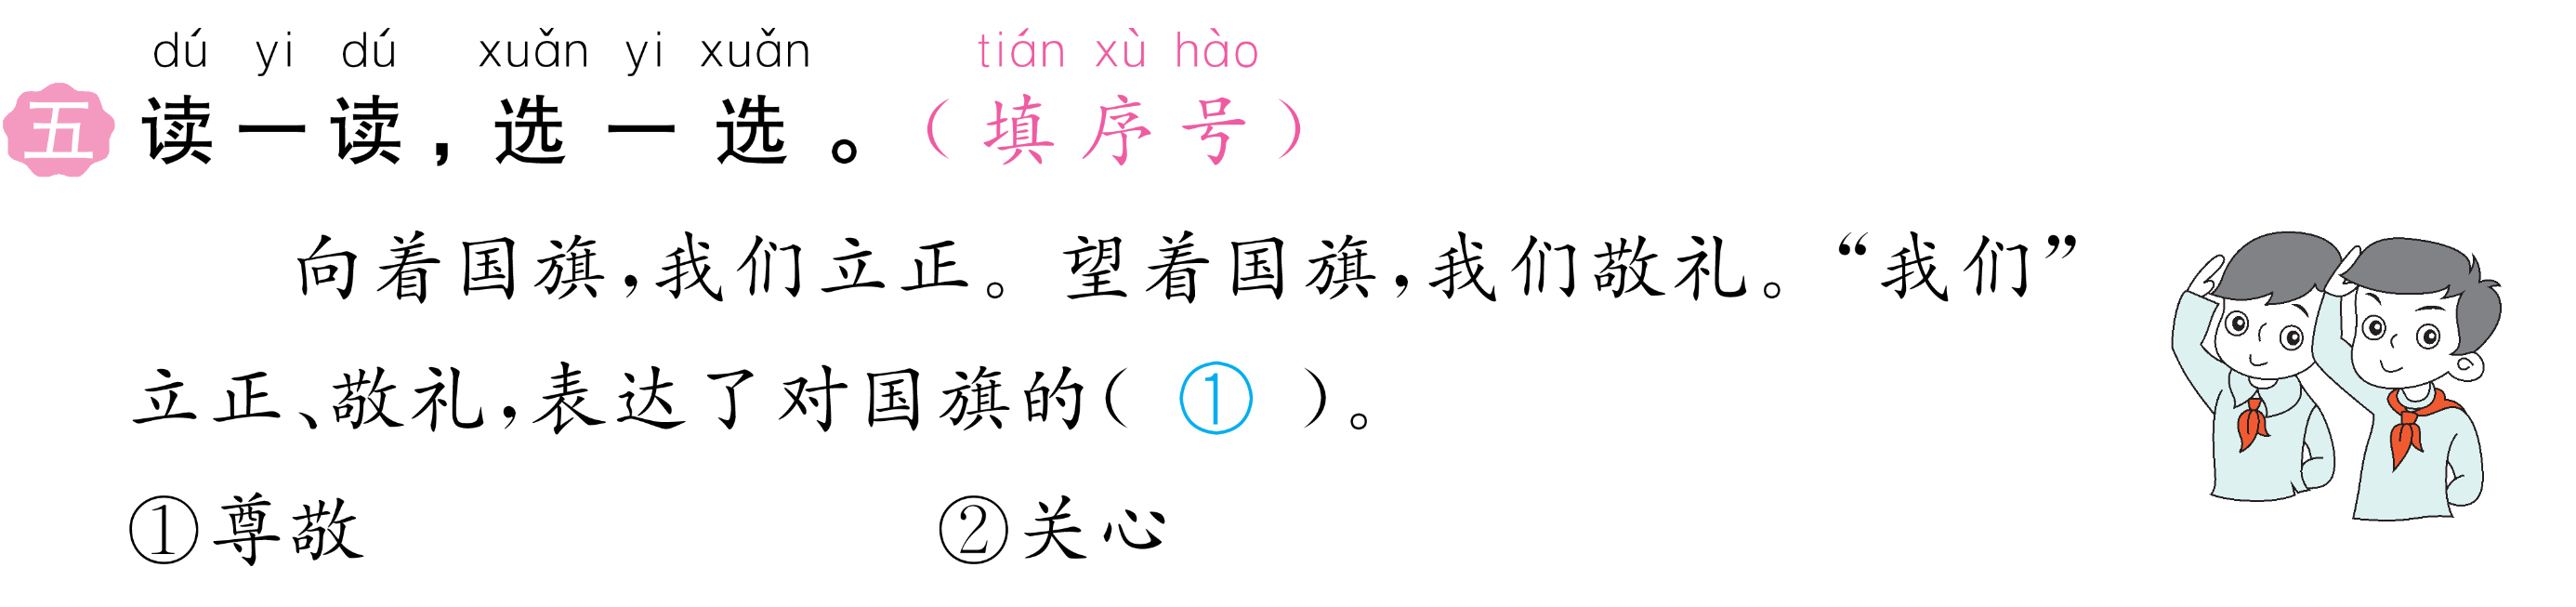 dú yi dú xuǎn yi xuǎn tián xù hào
五 读一读，选一选。（填序号）
向着国旗，我们立正。望着国旗，我们敬礼。“我们”
立正、敬礼，表达了对国旗的（ ① ）。
①尊敬 ②关心